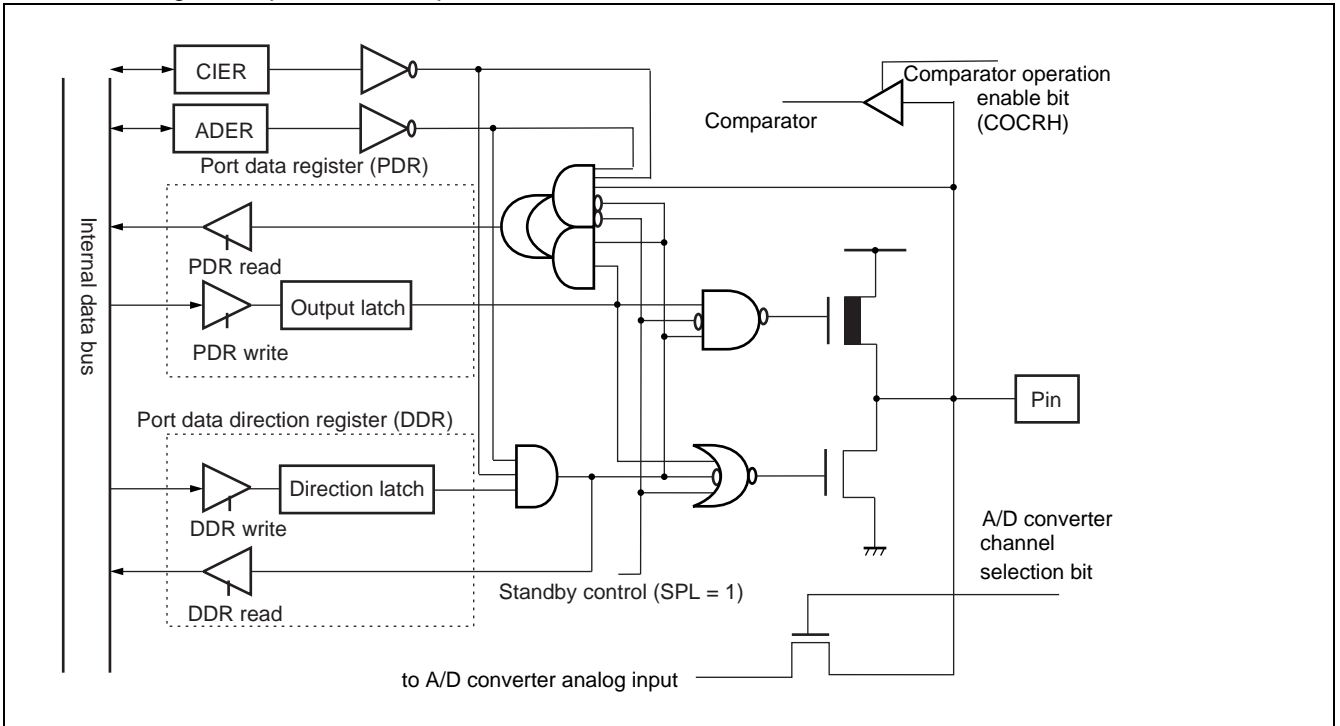 CIER
ADER
Port data register (PDR)
Internal data bus
PDR read
Output latch
PDR write
Port data direction register (DDR)
Direction latch
DDR write
DDR read
Standby control (SPL = 1)
Comparator
Comparator operation
enable bit
(COCRH)
Pin
A/D converter
channel
selection bit
to A/D converter analog input